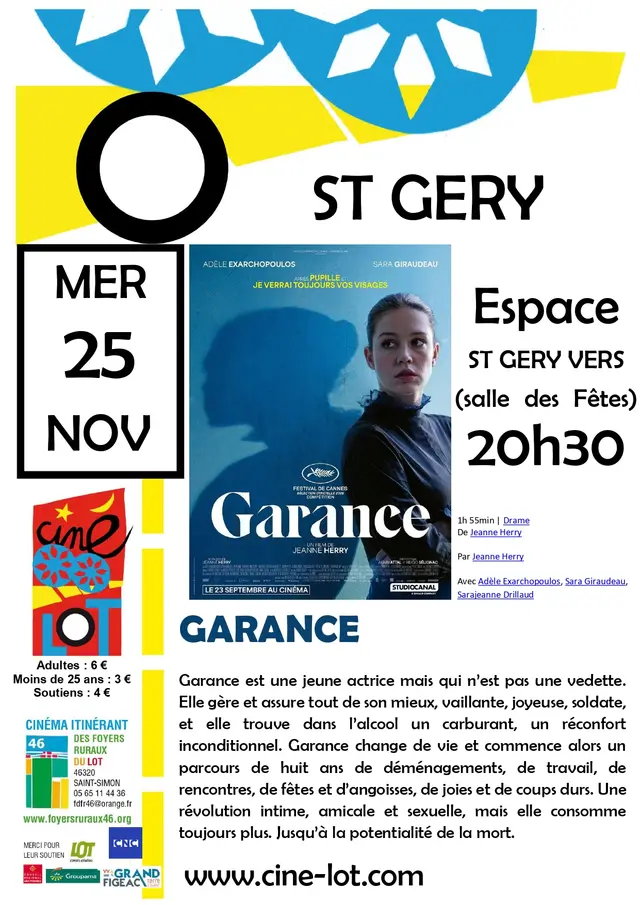 ST GERY
MER
25
NOV
ADÈLE EXARCHOPOULOS
SARA GIRAUDEAU
APRÈS PUPILLE ET
JE VERRAI TOUJOURS VOS VISAGES
FESTIVAL DE CANNES
COMPÉTITION
Garance
UN FILM DE
JEANNE HERRY
LE 23 SEPTEMBRE AU CINÉMA
STUDIOCANAL
Espace
ST GERY VERS
(salle des Fêtes)
20h30
1h 55min | Drame
De Jeanne Herry
Par Jeanne Herry
Avec Adèle Exarchopoulos, Sara Giraudeau,
Sarajeanne Drillaud
ciné
LOT
Adultes : 6 €
Moins de 25 ans : 3 €
Soutiens : 4 €
CINÉMA ITINÉRANT
46
DES FOYERS
RURAUX
DU LOT
46320
SAINT-SIMON
05 65 11 44 36
fdfr46@orange.fr
www.foyersruraux46.org
MERCI POUR
LEUR SOUTIEN
LOT
CNC
Groupama
GRAND
FIGEAC
GARANCE
Garance est une jeune actrice mais qui n’est pas une vedette.
Elle gère et assure tout de son mieux, vaillante, joyeuse, soldate,
et elle trouve dans l’alcool un carburant, un réconfort
inconditionnel. Garance change de vie et commence alors un
parcours de huit ans de déménagements, de travail, de
rencontres, de fêtes et d’angoisses, de joies et de coups durs. Une
révolution intime, amicale et sexuelle, mais elle consomme
toujours plus. Jusqu’à la potentialité de la mort.
www.cine-lot.com